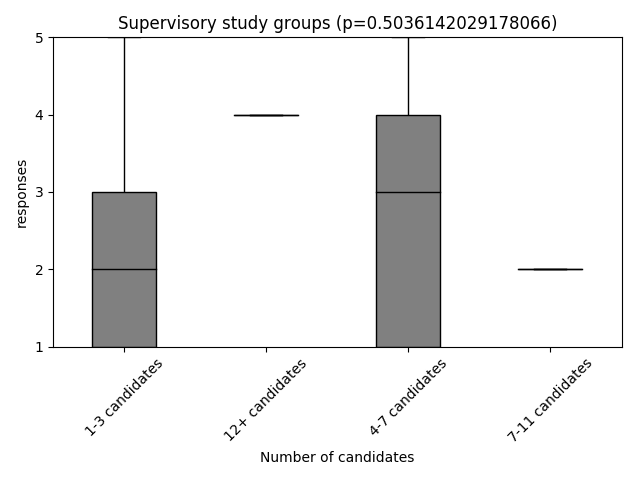 Supervisory study groups (p=0.5036142029178066)
responses
5
4
3
2
1
1-3 candidates
12+ candidates
4-7 candidates
7-11 candidates
Number of candidates